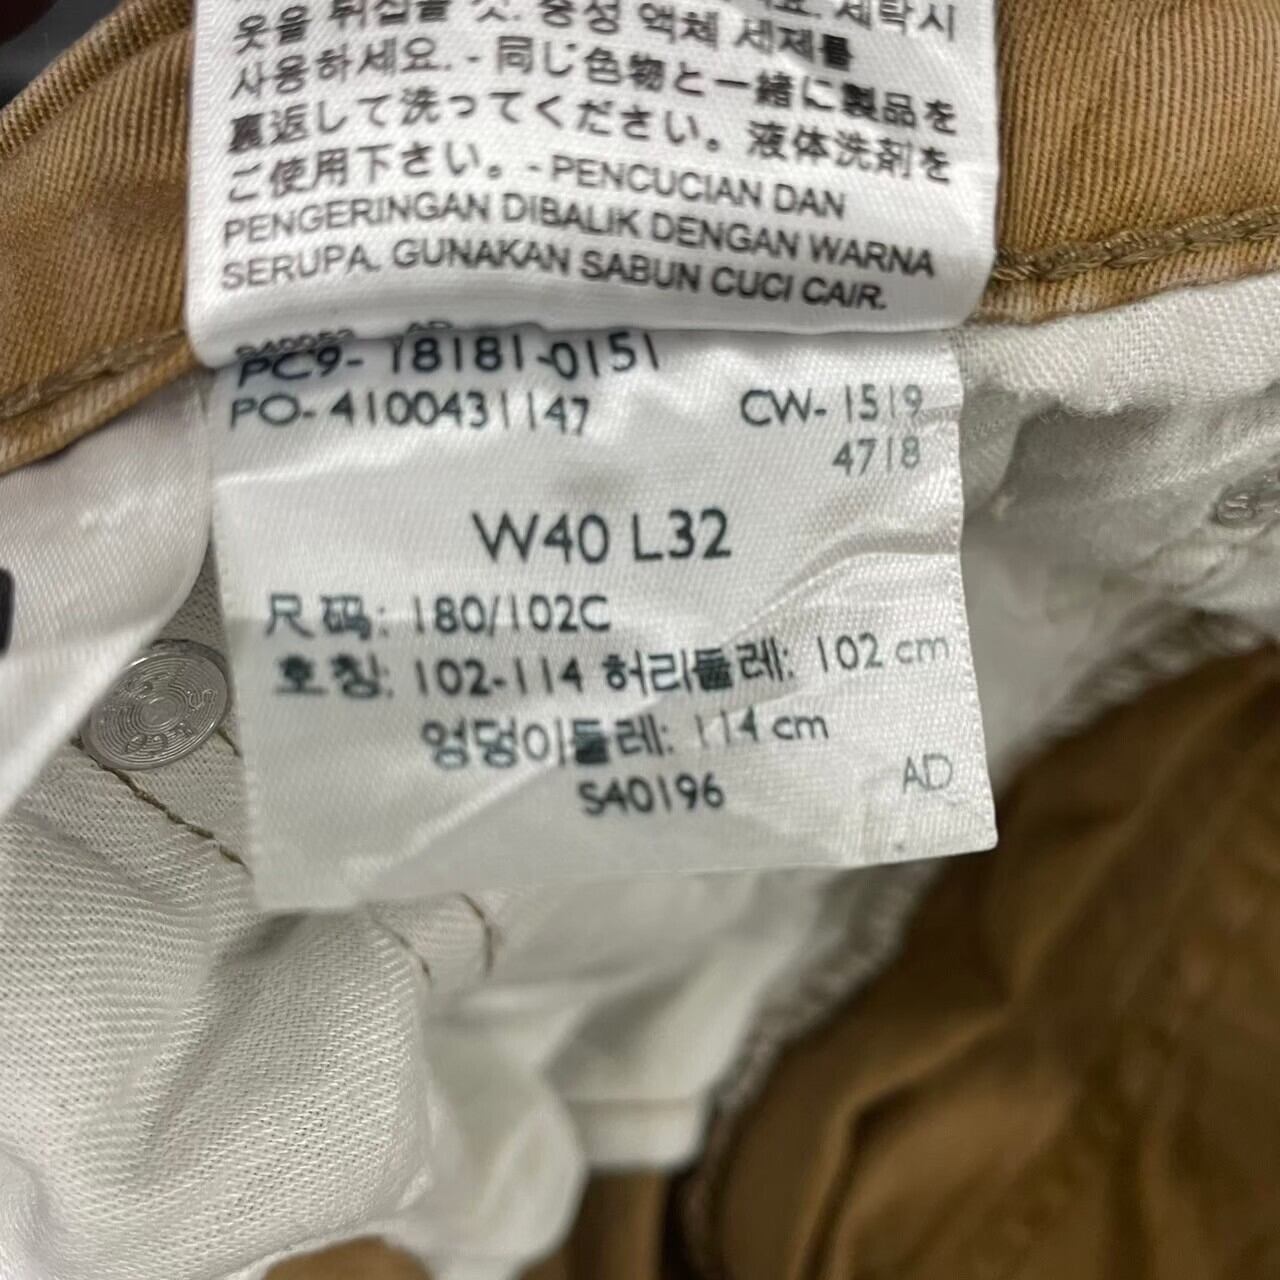 세탁시
옷을 뒤집을 것. 중성 액체 세제를
사용하세요. - 同じ色物と一緒に製品を
裏返して洗ってください。液体洗剤を
ご使用下さい。- PENCUCIAN DAN
PENGERINGAN DIBALIK DENGAN WARNA
SERUPA. GUNAKAN SABUN CUCI CAIR.
PC9- 18181-0151
PO- 4100431147 CW- 1519
4718
W40 L32
尺码: 180/102C
호칭: 102-114 허리둘레: 102 cm
엉덩이둘레: 114 cm
S40196 AD